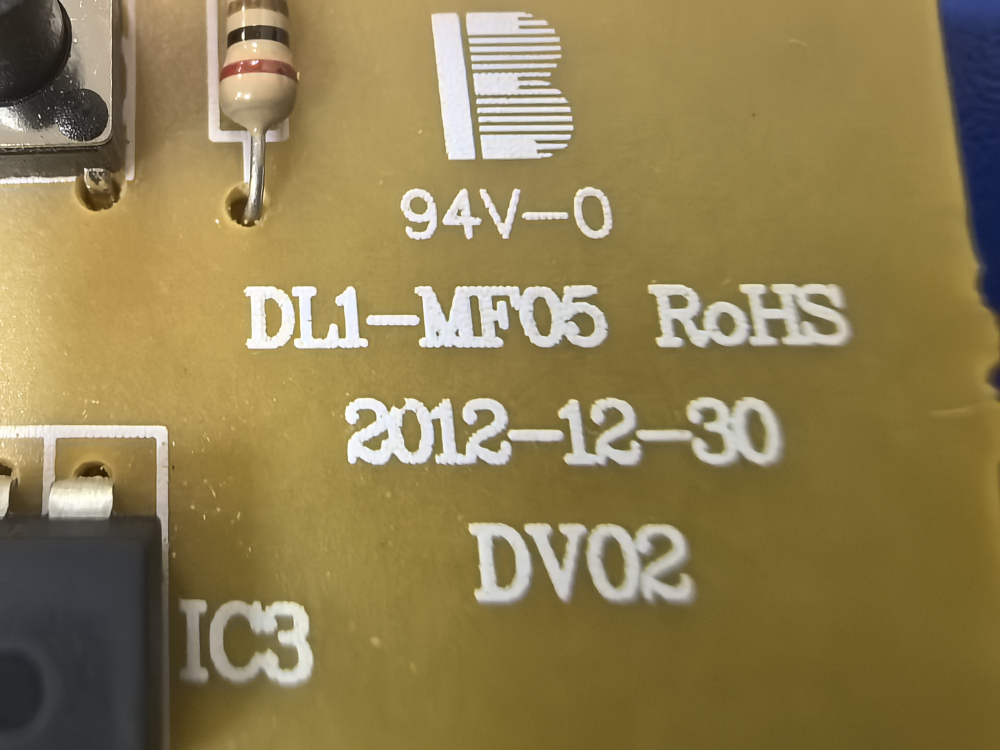 B
94V-0
DL1-MF05 RoHS
2012-12-30
DV02
IC3